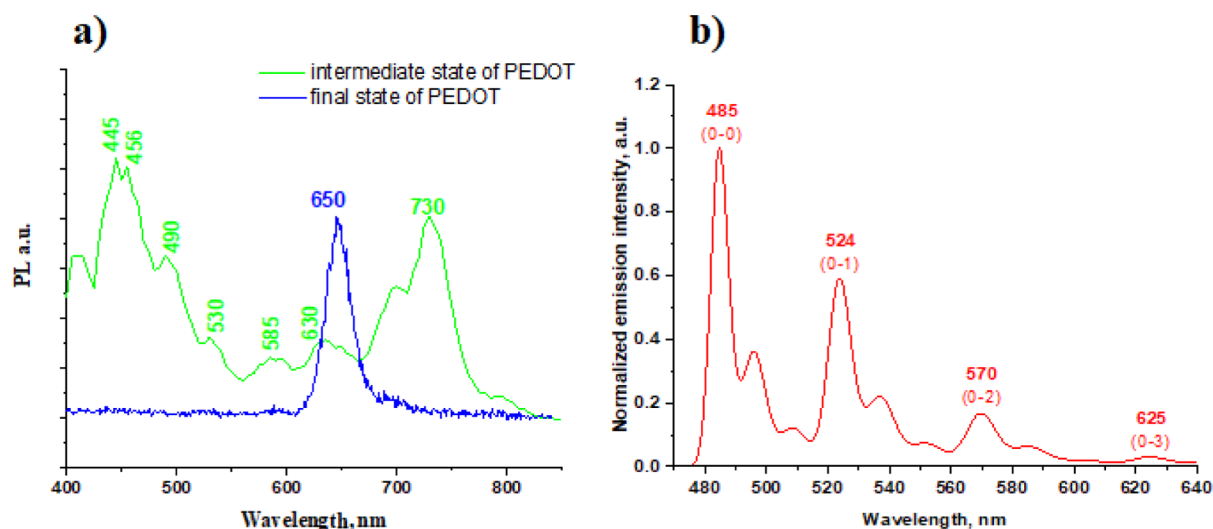 a)
intermediate state of PEDOT
final state of PEDOT
445
456
490
530
585
630
650
730
PL a.u.
400 500 600 700 800
Wavelength, nm
b)
Normalized emission intensity, a.u.
1.2
1.0
0.8
0.6
0.4
0.2
0.0
485
(0-0)
524
(0-1)
570
(0-2)
625
(0-3)
480 500 520 540 560 580 600 620 640
Wavelength, nm